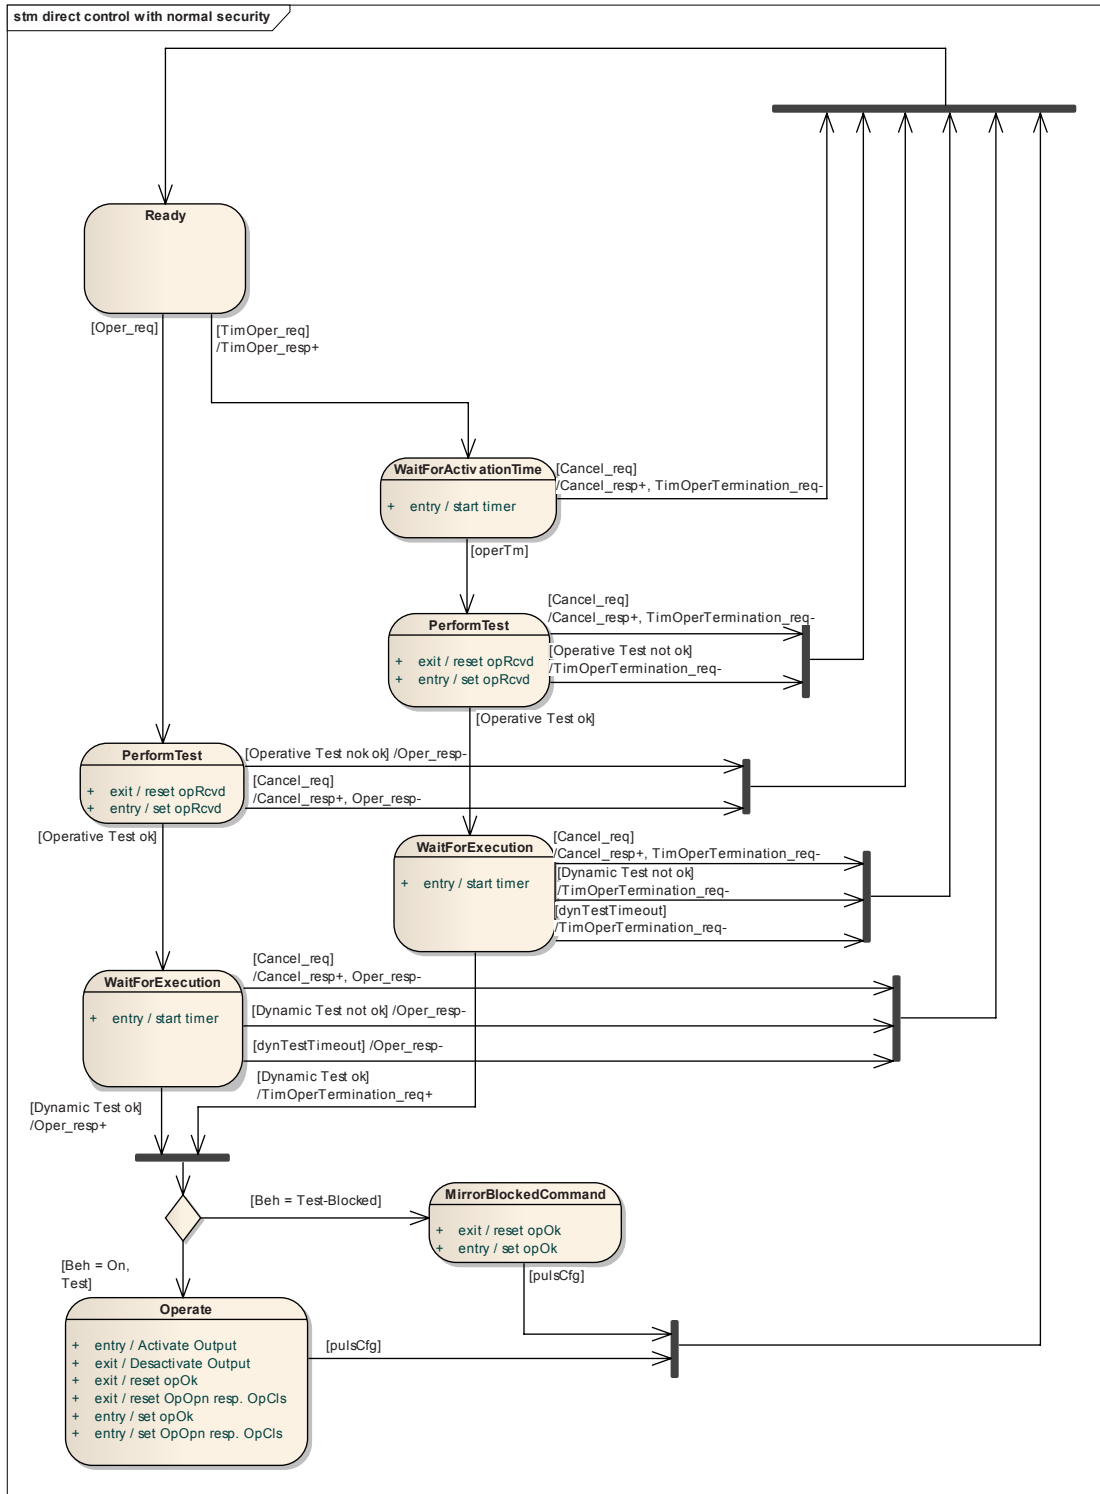 stm direct control with normal security
Ready
[Oper_req]
[TimOper_req]
/TimOper_resp+
WaitForActivationTime
+ entry / start timer
[Cancel_req]
/Cancel_resp+, TimOperTermination_req-
[operTm]
PerformTest
+ exit / reset opRcvd
+ entry / set opRcvd
[Cancel_req]
/Cancel_resp+, TimOperTermination_req-
[Operative Test not ok]
/TimOperTermination_req-
[Operative Test ok]
PerformTest
+ exit / reset opRcvd
+ entry / set opRcvd
[Operative Test nok ok] /Oper_resp-
[Cancel_req]
/Cancel_resp+, Oper_resp-
[Operative Test ok]
WaitForExecution
+ entry / start timer
[Cancel_req]
/Cancel_resp+, TimOperTermination_req-
[Dynamic Test not ok]
/TimOperTermination_req-
[dynTestTimeout]
/TimOperTermination_req-
WaitForExecution
+ entry / start timer
[Cancel_req]
/Cancel_resp+, Oper_resp-
[Dynamic Test not ok] /Oper_resp-
[dynTestTimeout] /Oper_resp-
[Dynamic Test ok]
/TimOperTermination_req+
[Dynamic Test ok]
/Oper_resp+
[Beh = Test-Blocked]
MirrorBlockedCommand
+ exit / reset opOk
+ entry / set opOk
[pulsCfg]
[Beh = On,
Test]
Operate
+ entry / Activate Output
+ exit / Desactivate Output
+ exit / reset opOk
+ exit / reset OpOpn resp. OpCls
+ entry / set opOk
+ entry / set OpOpn resp. OpCls
[pulsCfg]